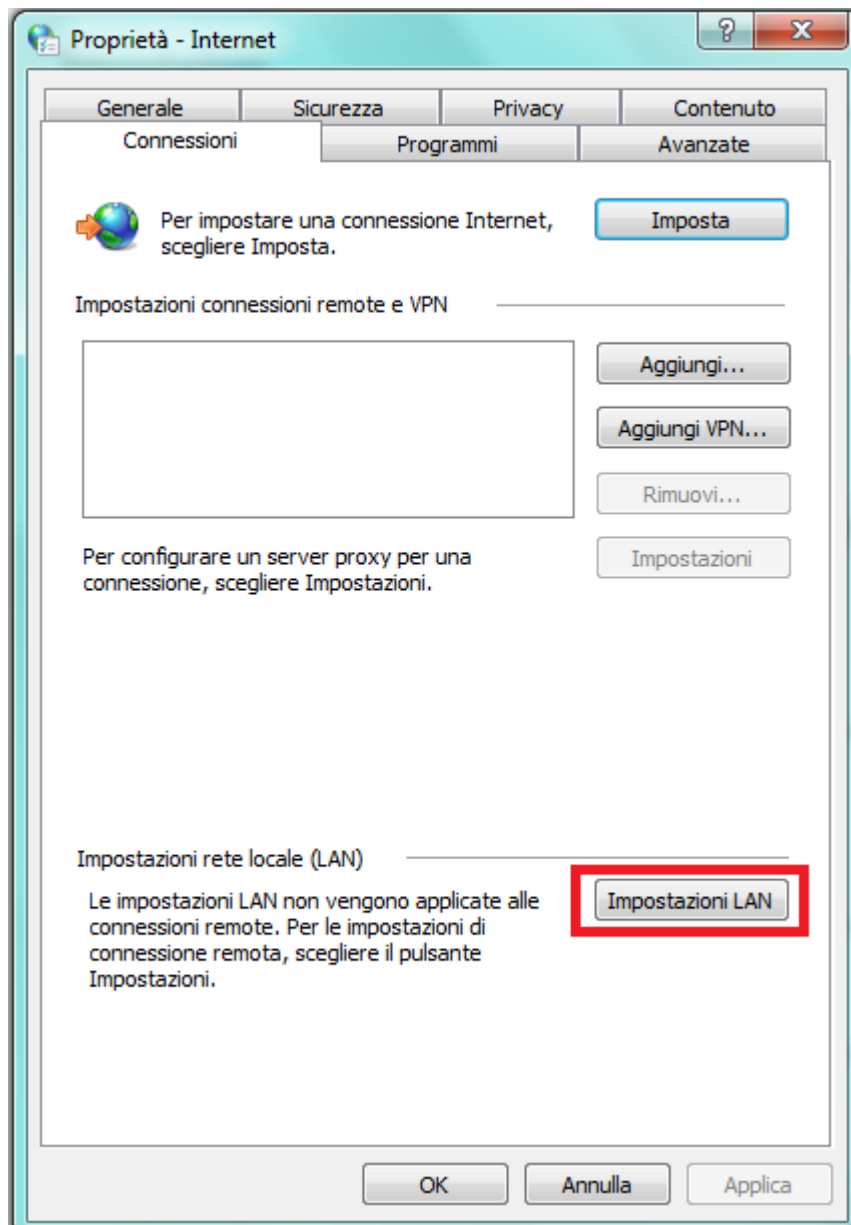 Proprietà - Internet
?
X
Generale
Sicurezza
Privacy
Contenuto
Connessioni
Programmi
Avanzate
Per impostare una connessione Internet,
scegliere Imposta.
Imposta
Impostazioni connessioni remote e VPN
Aggiungi...
Aggiungi VPN...
Rimuovi...
Per configurare un server proxy per una
connessione, scegliere Impostazioni.
Impostazioni
Impostazioni rete locale (LAN)
Le impostazioni LAN non vengono applicate alle
connessioni remote. Per le impostazioni di
connessione remota, scegliere il pulsante
Impostazioni.
Impostazioni LAN
OK
Annulla
Applica